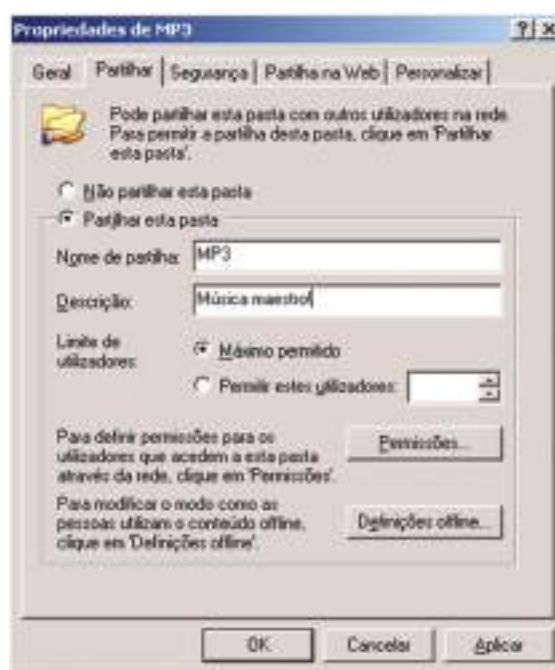 Propriedades de MP3
Geral Partilhar Segurança Partilha na Web Personalizar
Pode partilhar esta pasta com outros utilizadores na rede.
Para permitir a partilha desta pasta, clique em 'Partilhar
esta pasta'.
Não partilhar esta pasta
Partilhar esta pasta
Nome de partilha: MP3
Descrição: Música maestro!
Limite de
utilizadores:
Máximo permitido
Permitir estes utilizadores:
Para definir permissões para os
utilizadores que acedem a esta pasta
através da rede, clique em 'Permissões'.
Permissões...
Para modificar o modo como as
pessoas utilizam o conteúdo offline,
clique em 'Definições offline'.
Definições offline...
OK Cancelar Aplicar